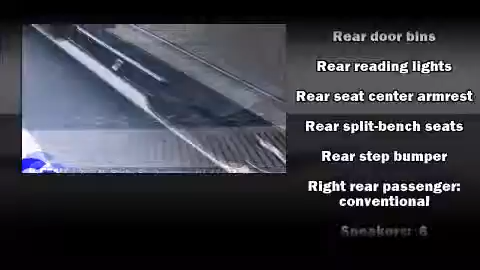 Rear door bins
Rear reading lights
Rear seat center armrest
Rear split-bench seats
Rear step bumper
Right rear passenger:
conventional
Speakers: 6